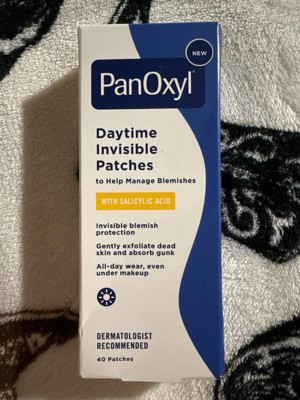 NEW
PanOxyl®
Daytime
Invisible
Patches
to Help Manage Blemishes
WITH SALICYLIC ACID
Invisible blemish
protection
Gently exfoliate dead
skin and absorb gunk
All-day wear, even
under makeup
DERMATOLOGIST
RECOMMENDED
40 Patches